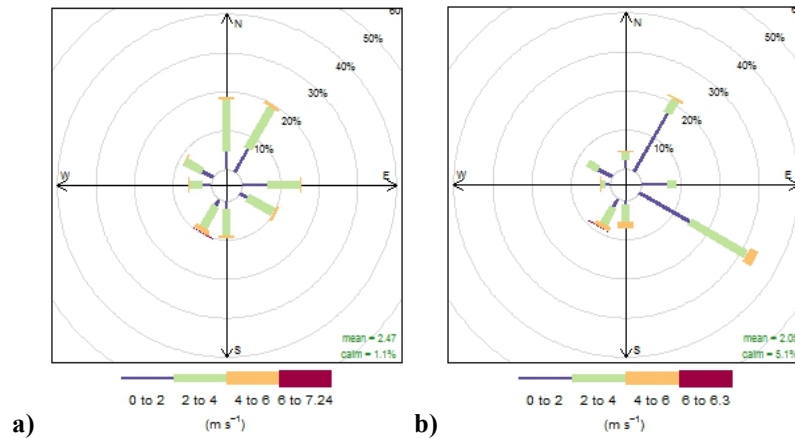 N
50%
40%
30%
20%
10%
W
E
S
mean = 2.47
calm = 1.1%
0 to 2
2 to 4
4 to 6
6 to 7.24
(m s⁻¹)
a)
N
50%
40%
30%
20%
10%
W
E
S
calm = 5.1%
0 to 2
2 to 4
4 to 6
6 to 6.3
(m s⁻¹)
b)